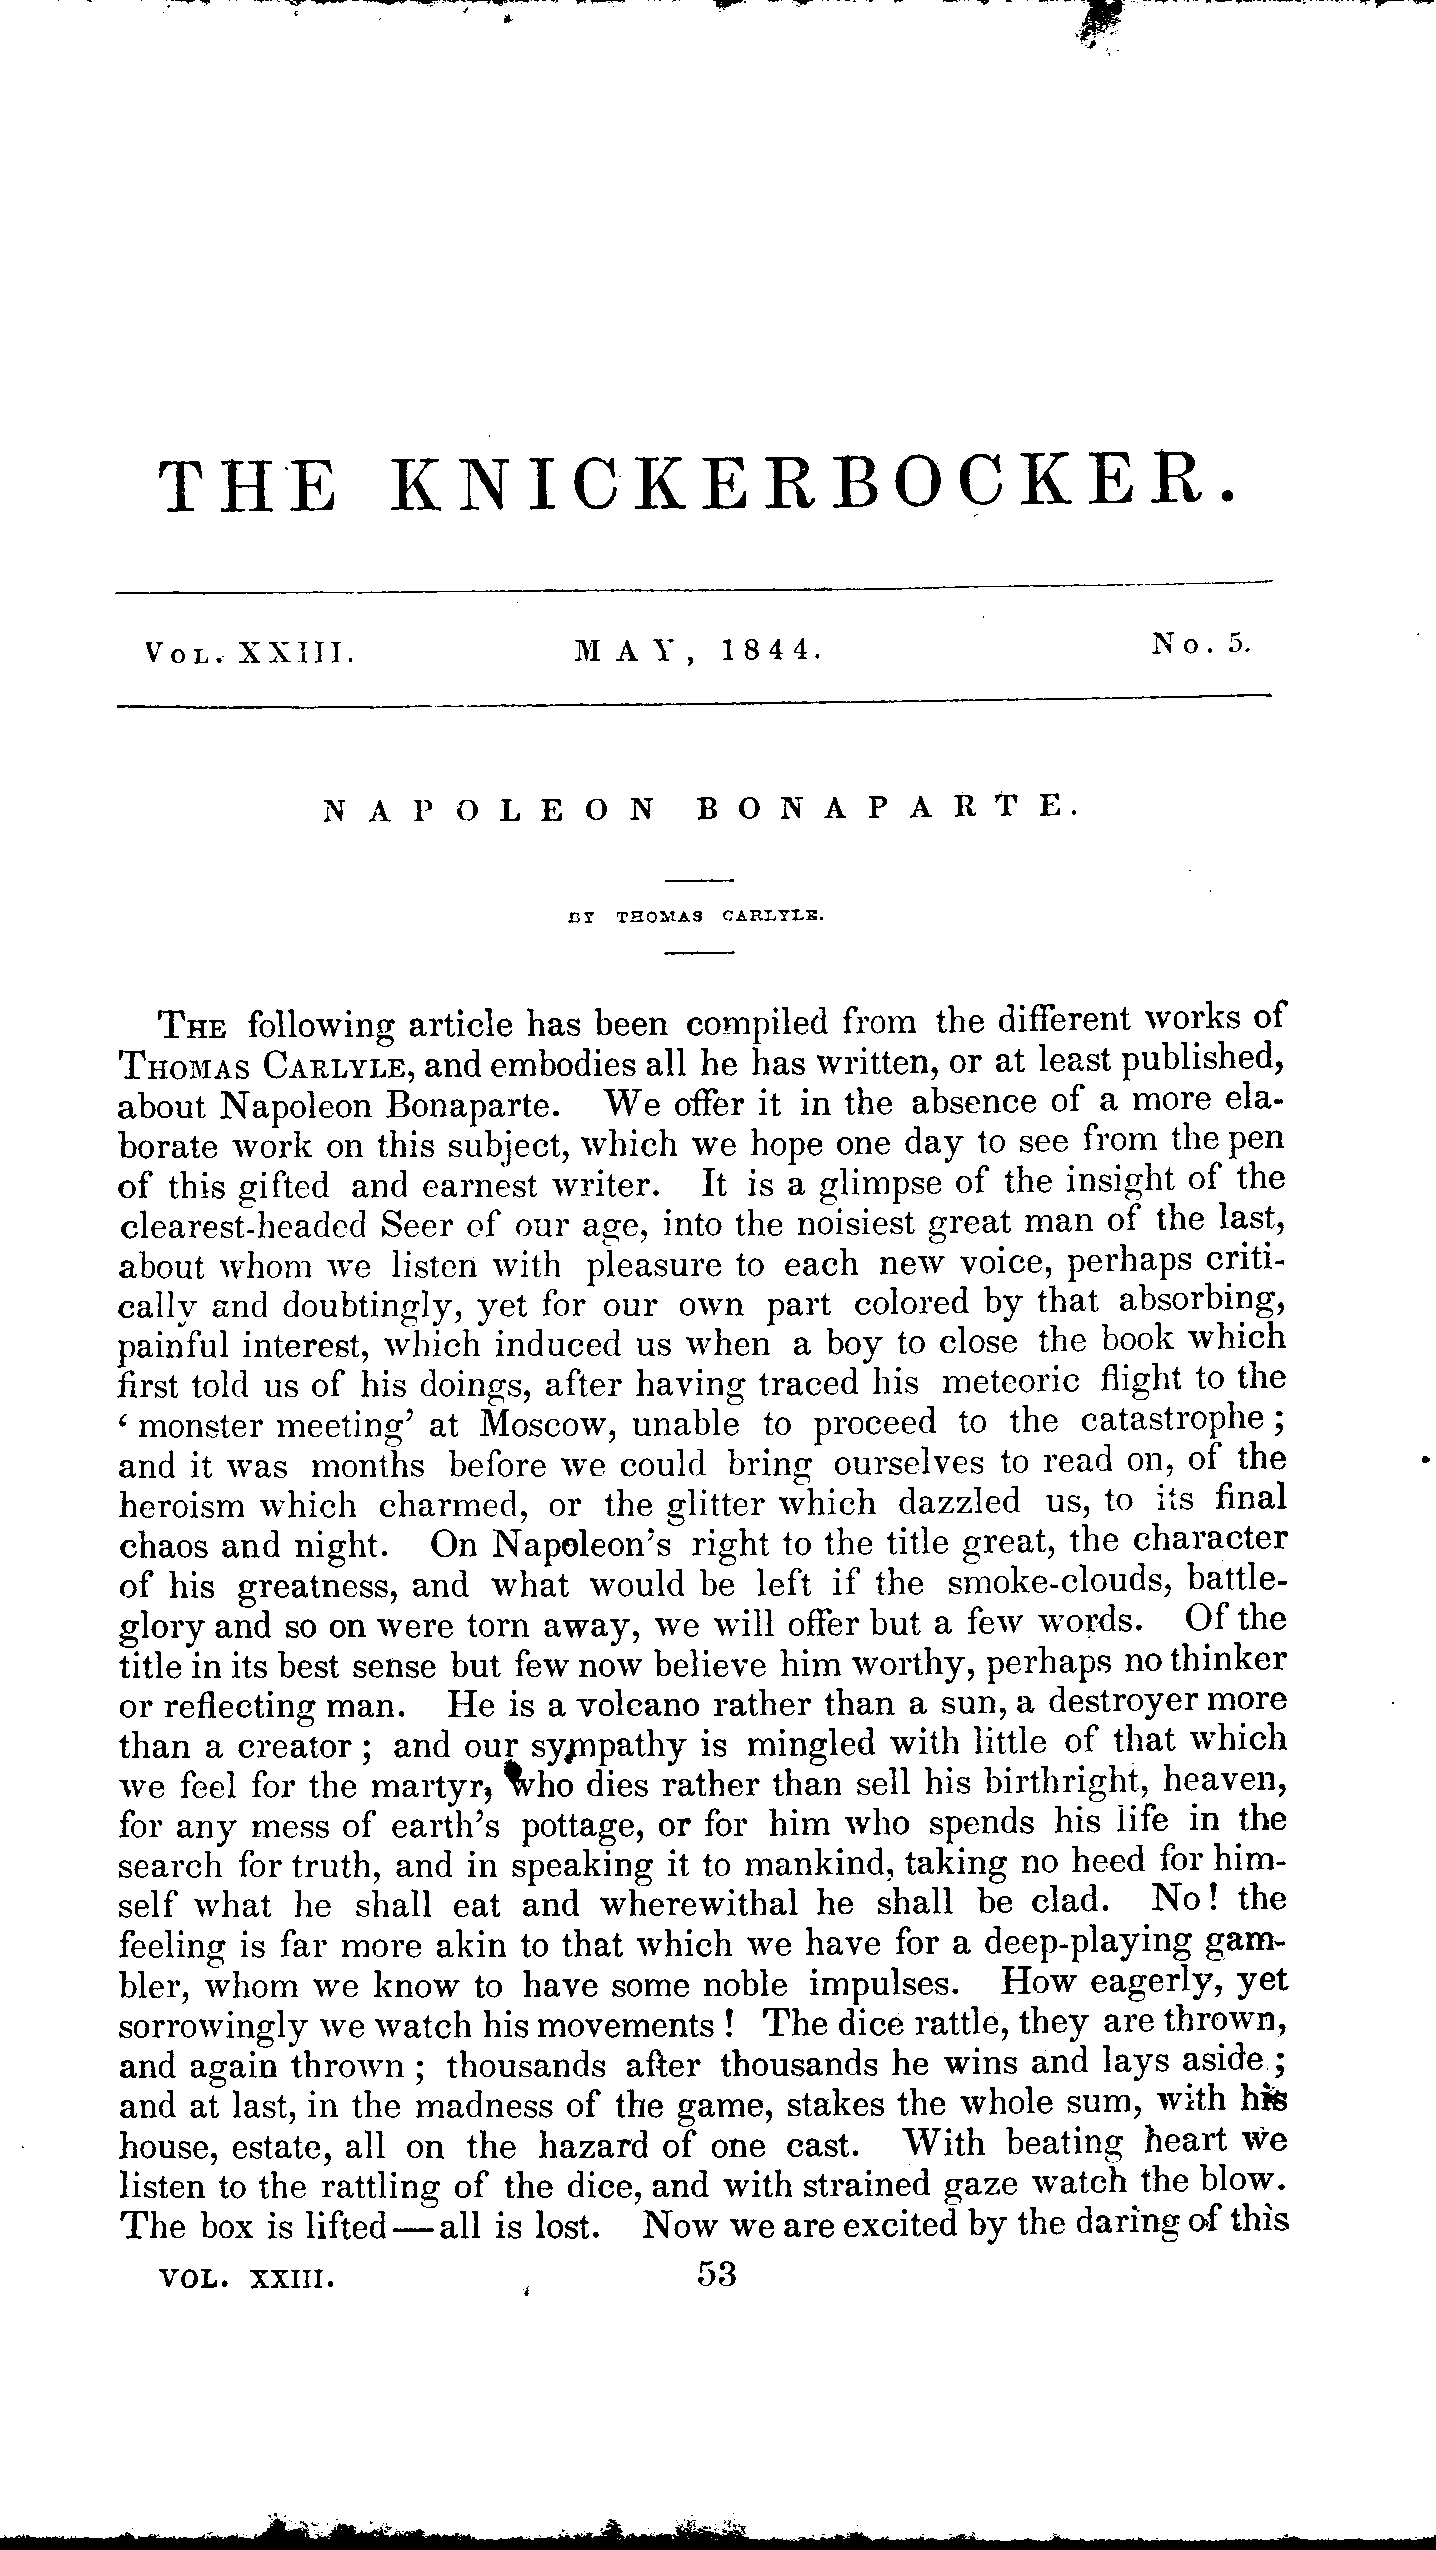 THE KNICKERBOCKER.
VOL. XXIII. MAY, 1844. No. 5.
NAPOLEON BONAPARTE.
BY THOMAS CARLYLE.
THE following article has been compiled from the different works of
THOMAS CARLYLE, and embodies all he has written, or at least published,
about Napoleon Bonaparte. We offer it in the absence of a more ela-
borate work on this subject, which we hope one day to see from the pen
of this gifted and earnest writer. It is a glimpse of the insight of the
clearest-headed Seer of our age, into the noisiest great man of the last,
about whom we listen with pleasure to each new voice, perhaps criti-
cally and doubtingly, yet for our own part colored by that absorbing,
painful interest, which induced us when a boy to close the book which
first told us of his doings, after having traced his meteoric flight to the
‘ monster meeting’ at Moscow, unable to proceed to the catastrophe ;
and it was months before we could bring ourselves to read on, of the
heroism which charmed, or the glitter which dazzled us, to its final
chaos and night. On Napoleon’s right to the title great, the character
of his greatness, and what would be left if the smoke-clouds, battle-
glory and so on were torn away, we will offer but a few words. Of the
title in its best sense but few now believe him worthy, perhaps no thinker
or reflecting man. He is a volcano rather than a sun, a destroyer more
than a creator ; and our sympathy is mingled with little of that which
we feel for the martyr, who dies rather than sell his birthright, heaven,
for any mess of earth’s pottage, or for him who spends his life in the
search for truth, and in speaking it to mankind, taking no heed for him-
self what he shall eat and wherewithal he shall be clad. No! the
feeling is far more akin to that which we have for a deep-playing gam-
bler, whom we know to have some noble impulses. How eagerly, yet
sorrowingly we watch his movements ! The dice rattle, they are thrown,
and again thrown ; thousands after thousands he wins and lays aside ;
and at last, in the madness of the game, stakes the whole sum, with his
house, estate, all on the hazard of one cast. With beating heart we
listen to the rattling of the dice, and with strained gaze watch the blow.
The box is lifted—all is lost. Now we are excited by the daring of this
VOL. XXIII. 53